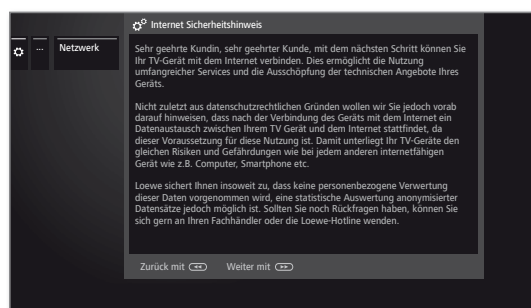 Internet Sicherheitshinweis
... Netzwerk
Sehr geehrte Kundin, sehr geehrter Kunde, mit dem nächsten Schritt können Sie
Ihr TV-Gerät mit dem Internet verbinden. Dies ermöglicht die Nutzung
umfangreicher Services und die Ausschöpfung der technischen Angebote Ihres
Geräts.
Nicht zuletzt aus datenschutzrechtlichen Gründen wollen wir Sie jedoch vorab
darauf hinweisen, dass nach der Verbindung des Geräts mit dem Internet ein
Datenaustausch zwischen Ihrem TV Gerät und dem Internet stattfindet, da
dieser Voraussetzung für diese Nutzung ist. Damit unterliegt Ihr TV-Geräte den
gleichen Risiken und Gefährdungen wie bei jedem anderen internetfähigen
Gerät wie z.B. Computer, Smartphone etc.
Loewe sichert Ihnen insoweit zu, dass keine personenbezogene Verwertung
dieser Daten vorgenommen wird, eine statistische Auswertung anonymisierter
Datensätze jedoch möglich ist. Sollten Sie noch Rückfragen haben, können Sie
sich gern an Ihren Fachhändler oder die Loewe-Hotline wenden.
Zurück mit Weiter mit